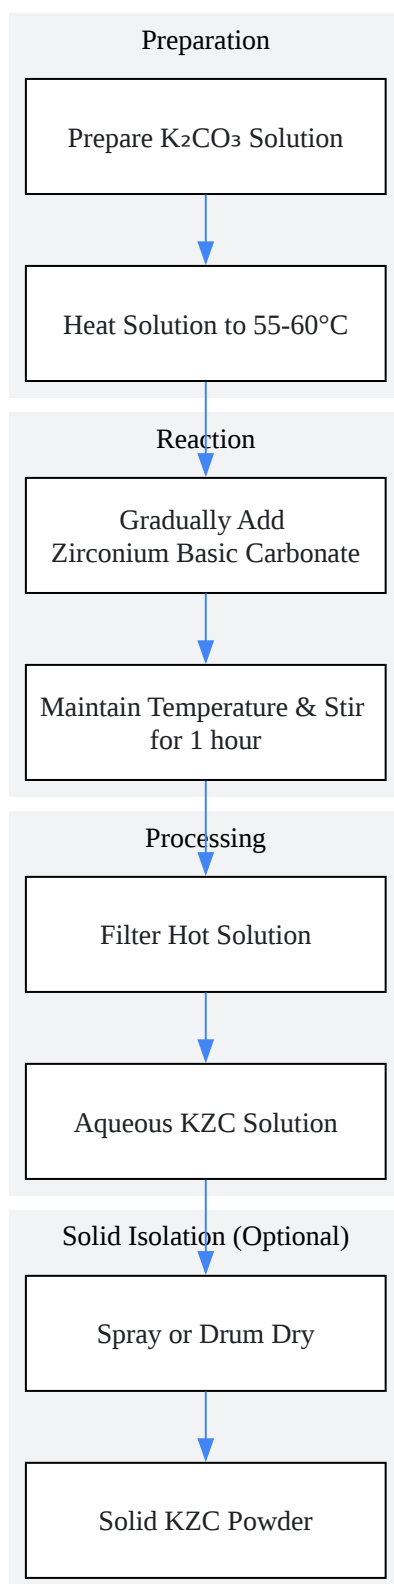 Preparation
Prepare K₂CO₃ Solution
Heat Solution to 55-60°C
Reaction
Gradually Add
Zirconium Basic Carbonate
Maintain Temperature & Stir
for 1 hour
Processing
Filter Hot Solution
Aqueous KZC Solution
Solid Isolation (Optional)
Spray or Drum Dry
Solid KZC Powder